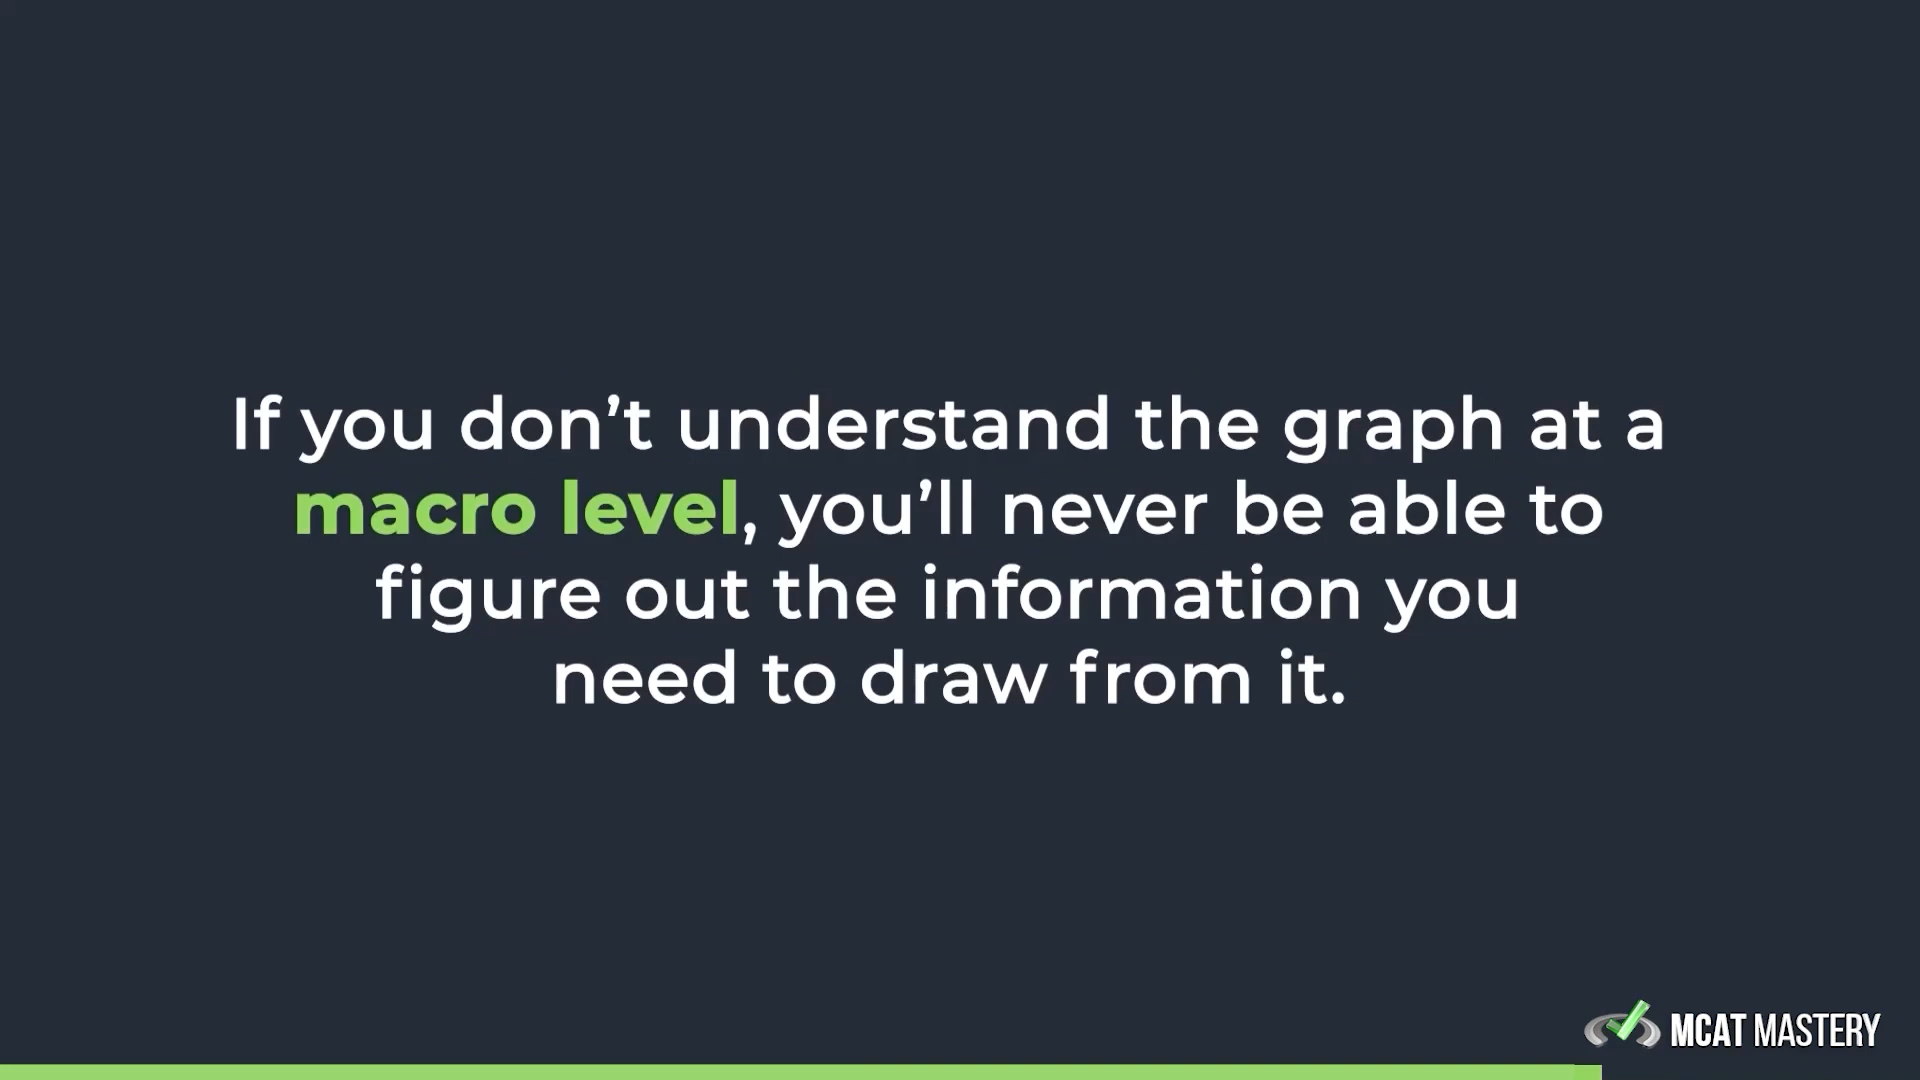 If you don’t understand the graph at a
macro level, you’ll never be able to
figure out the information you
need to draw from it.
MCAT MASTERY